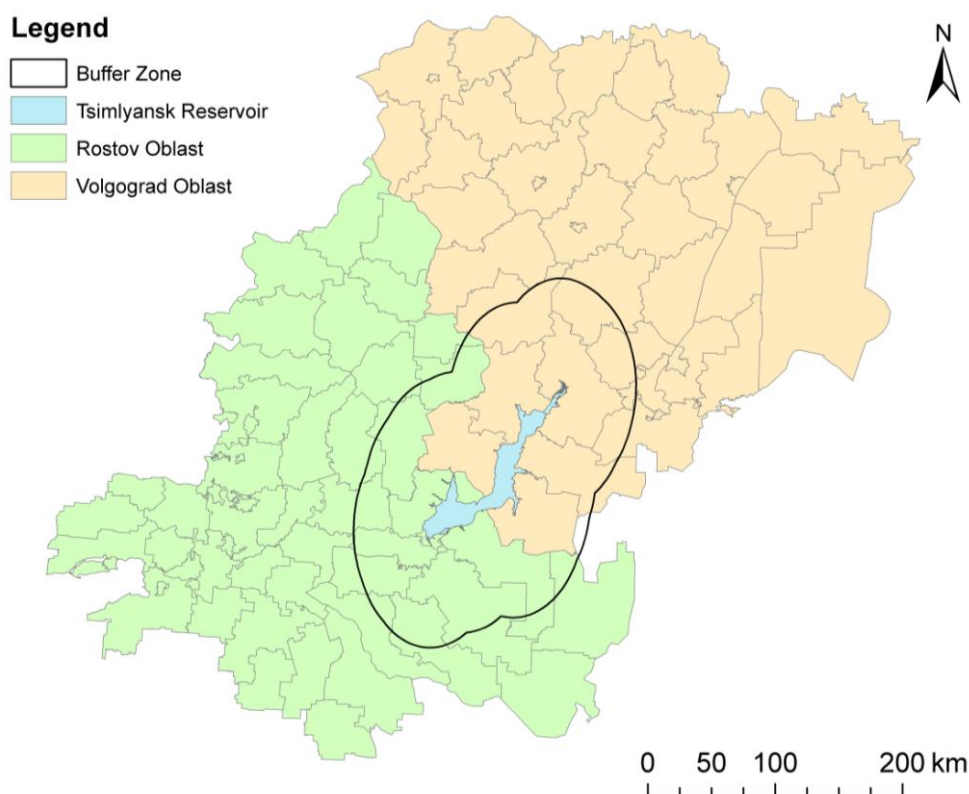 Legend
Buffer Zone
Tsimlyansk Reservoir
Rostov Oblast
Volgograd Oblast
N
0 50 100 200 km